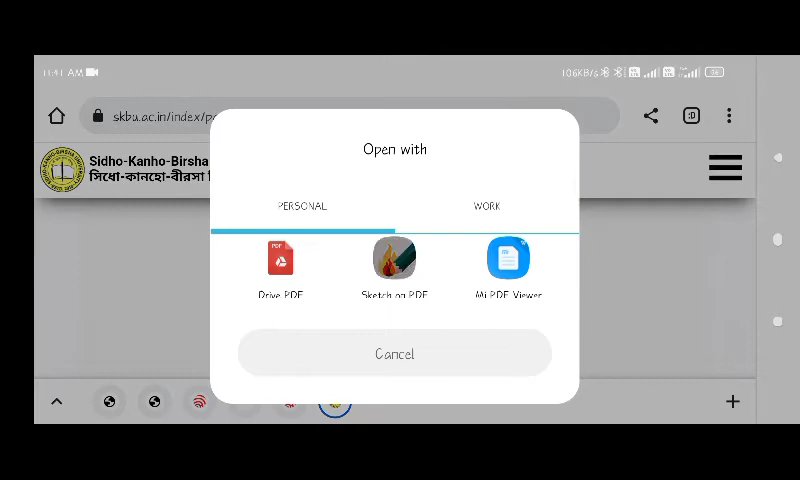 11:41 AM
106KB/s
skbu.ac.in/index/p
:D
Sidho-Kanho-Birsha
সিধো-কানহো-বীরসা
Open with
PERSONAL WORK
PDF
Drive PDF Sketch on PDF Mi PDF Viewer
Cancel